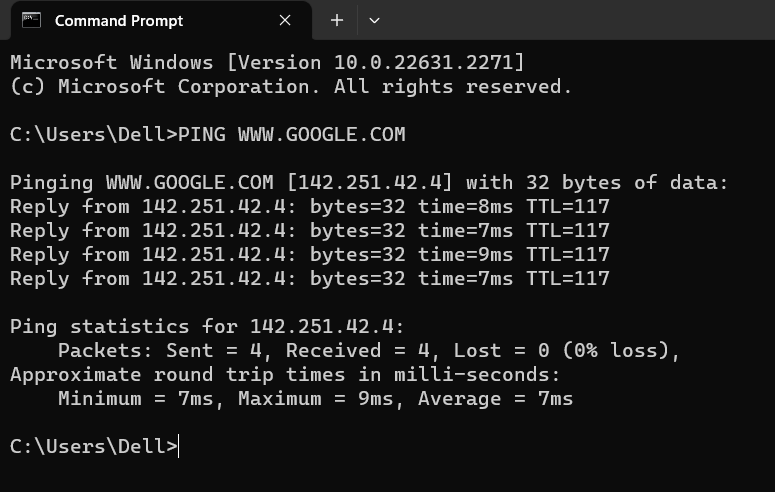 Command Prompt
Microsoft Windows [Version 10.0.22631.2271]
(c) Microsoft Corporation. All rights reserved.
C:\Users\Dell>PING WWW.GOOGLE.COM
Pinging WWW.GOOGLE.COM [142.251.42.4] with 32 bytes of data:
Reply from 142.251.42.4: bytes=32 time=8ms TTL=117
Reply from 142.251.42.4: bytes=32 time=7ms TTL=117
Reply from 142.251.42.4: bytes=32 time=9ms TTL=117
Reply from 142.251.42.4: bytes=32 time=7ms TTL=117
Ping statistics for 142.251.42.4:
    Packets: Sent = 4, Received = 4, Lost = 0 (0% loss),
Approximate round trip times in milli-seconds:
    Minimum = 7ms, Maximum = 9ms, Average = 7ms
C:\Users\Dell>